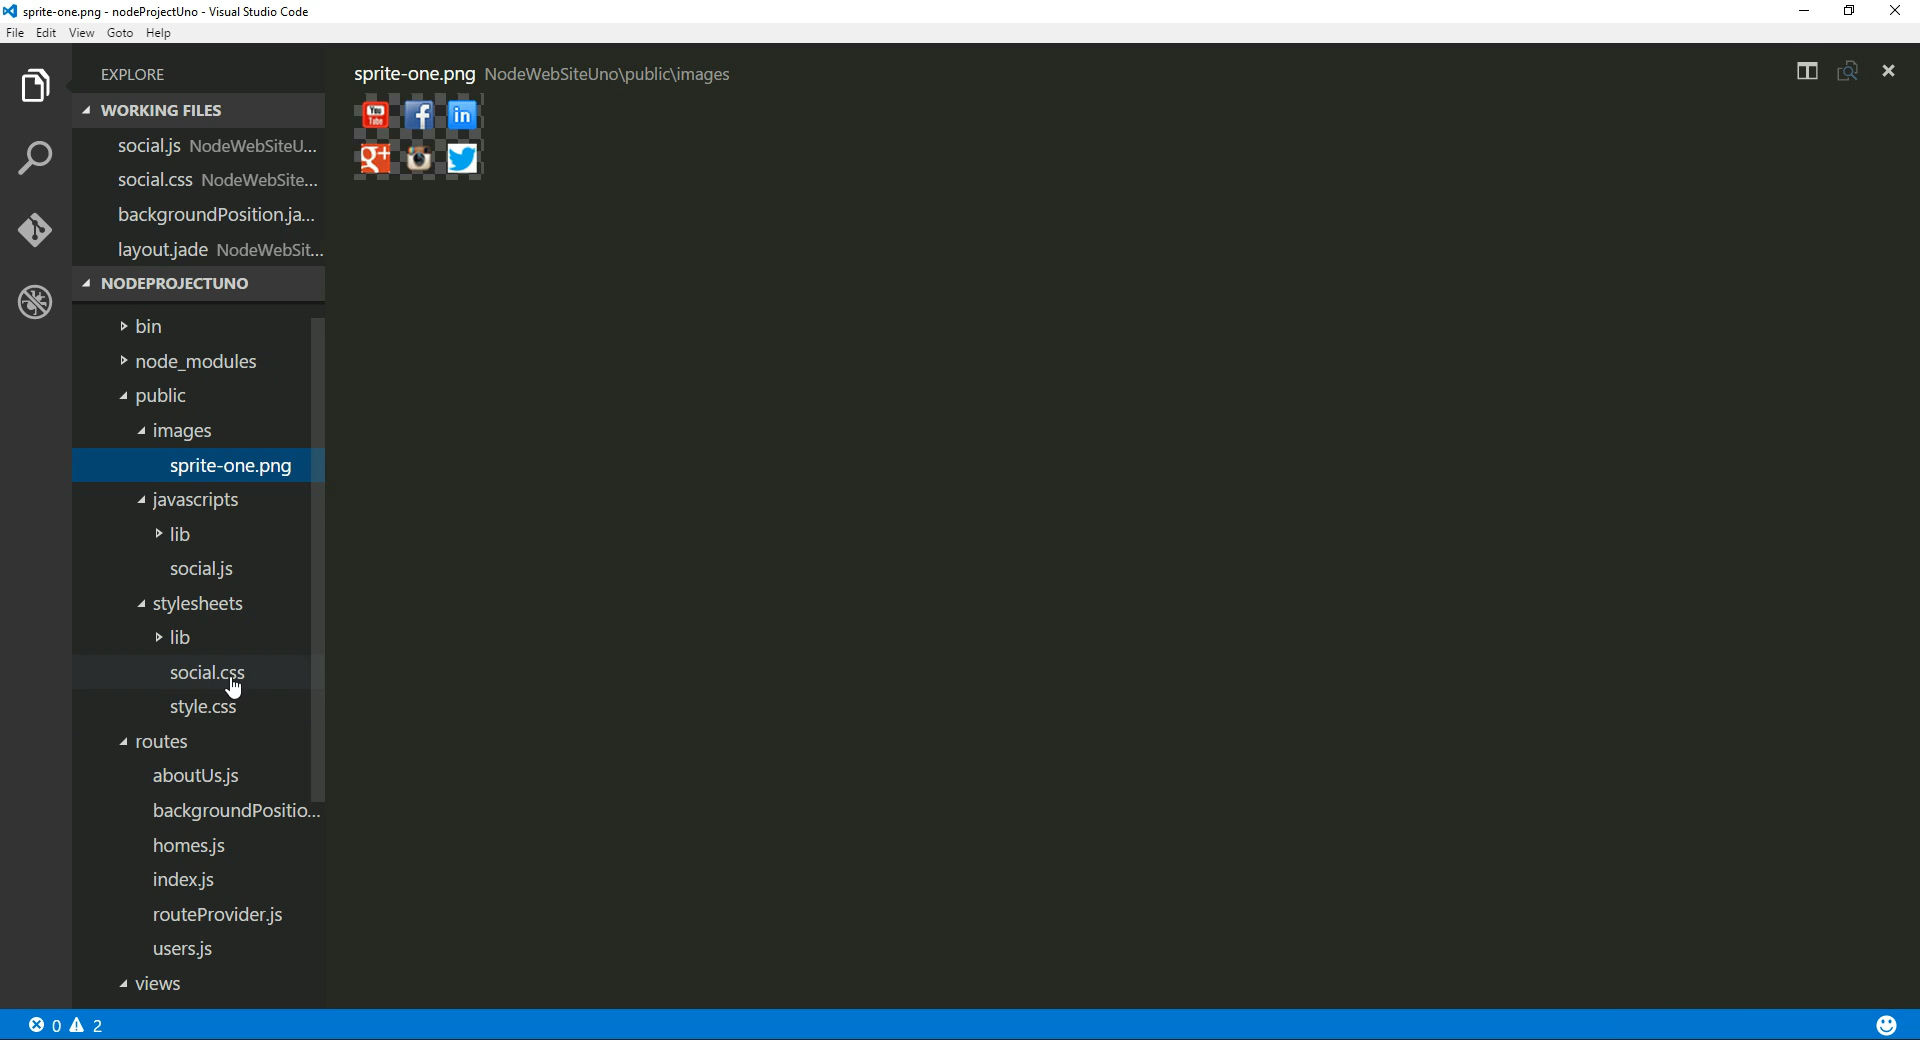 sprite-one.png - nodeProjectUno - Visual Studio Code
File Edit View Goto Help
EXPLORE
WORKING FILES
social.js NodeWebSiteU...
social.css NodeWebSite...
backgroundPosition.ja...
layout.jade NodeWebSit...
NODEPROJECTUNO
bin
node_modules
public
images
sprite-one.png
javascripts
lib
social.js
stylesheets
lib
social.css
style.css
routes
aboutUs.js
backgroundPositio...
homes.js
index.js
routeProvider.js
users.js
views
sprite-one.png NodeWebSiteUno\public\images
You Tube f in
g+
0 2